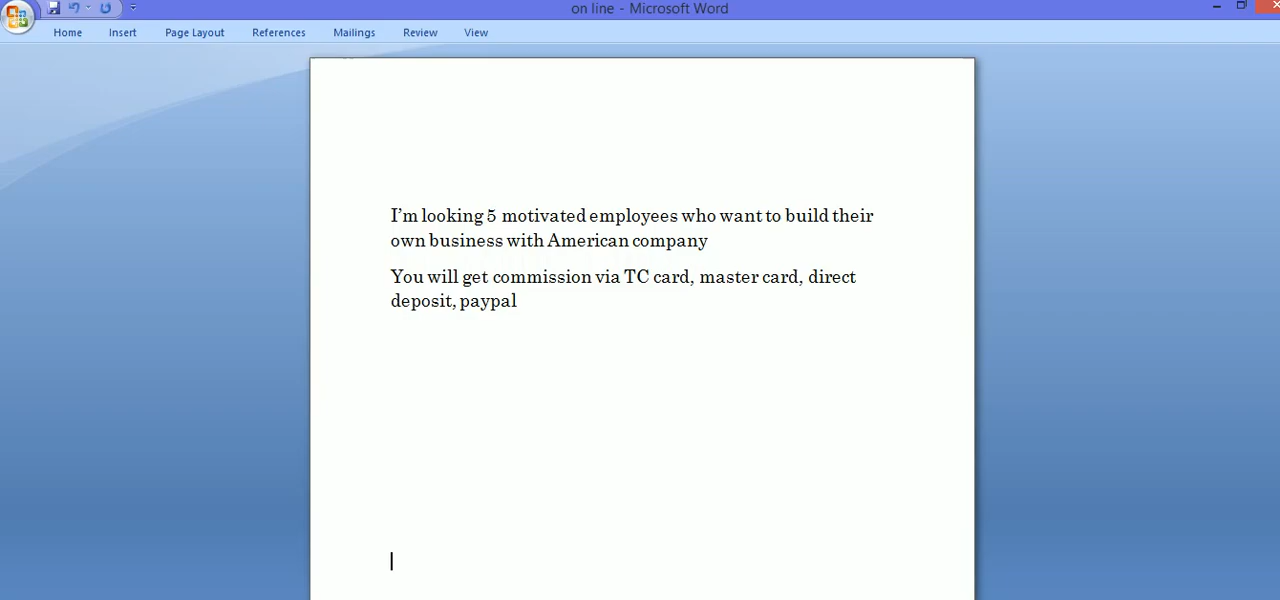 on line - Microsoft Word
Home Insert Page Layout References Mailings Review View
I'm looking 5 motivated employees who want to build their
own business with American company
You will get commission via TC card, master card, direct
deposit, paypal